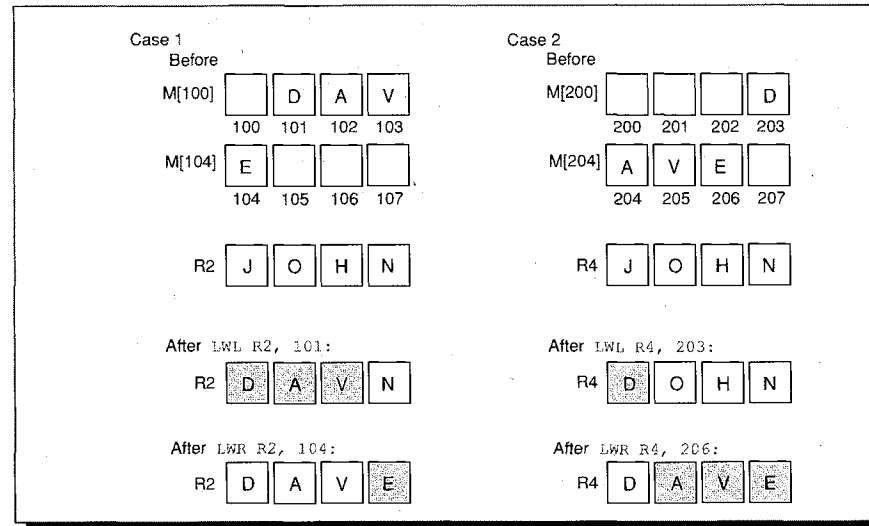 Case 1
Before
M[100] D A V
100 101 102 103
M[104] E
104 105 106 107
R2 J O H N
After LWL R2, 101:
R2 D A V N
After LWR R2, 104:
R2 D A V E
Case 2
Before
M[200] D
200 201 202 203
M[204] A V E
204 205 206 207
R4 J O H N
After LWL R4, 203:
R4 D O H N
After LWR R4, 206:
R4 D A V E